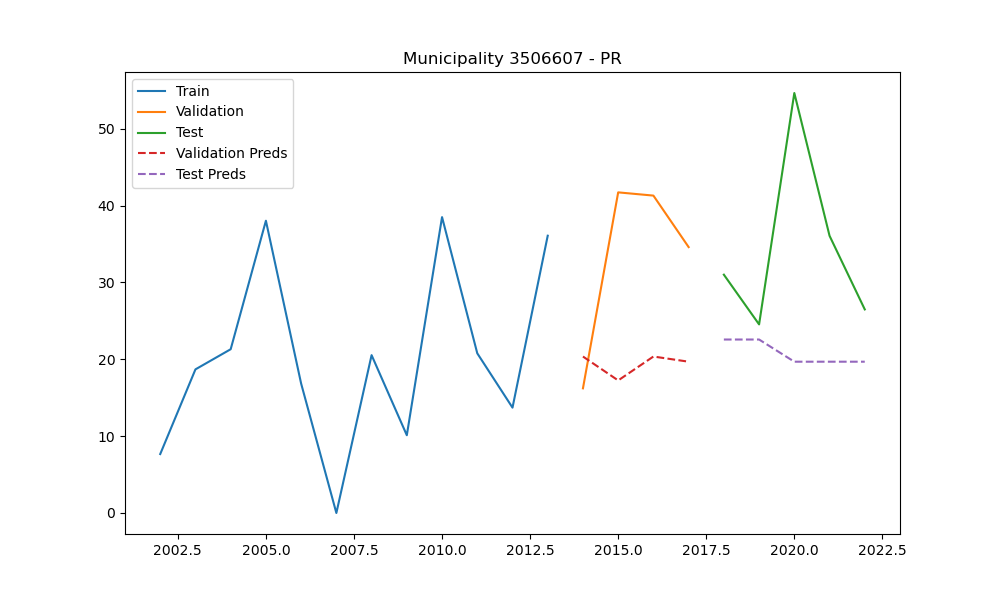 Municipality 3506607 - PR
Train
Validation
Test
Validation Preds
Test Preds
50
40
30
20
10
0
2002.5 2005.0 2007.5 2010.0 2012.5 2015.0 2017.5 2020.0 2022.5